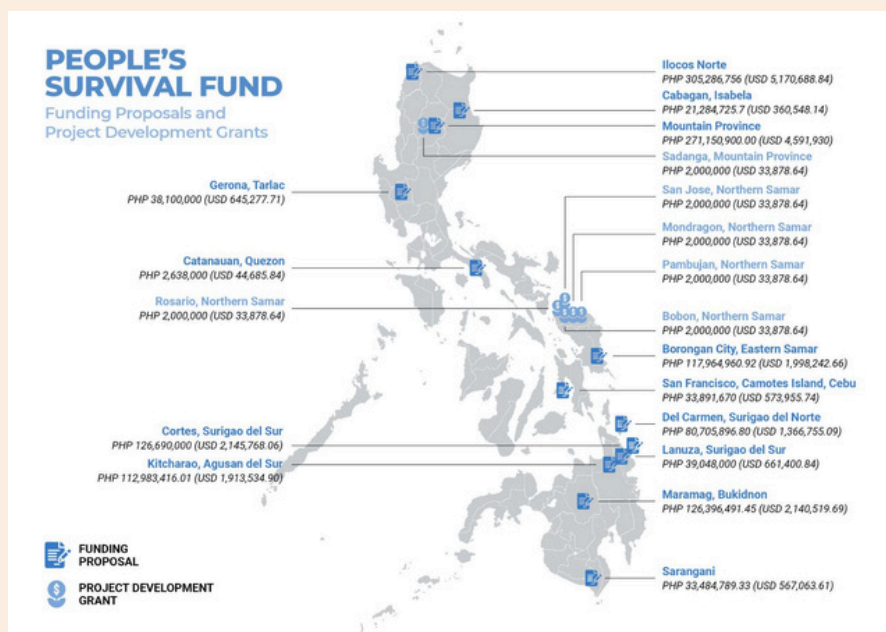 PEOPLE'S
SURVIVAL FUND
Funding Proposals and
Project Development Grants
Ilocos Norte
PHP 305,286,756 (USD 5,170,688.84)
Cabagan, Isabela
PHP 21,284,725.7 (USD 360,548.14)
Mountain Province
PHP 271,150,900.00 (USD 4,591,930)
Sadanga, Mountain Province
PHP 2,000,000 (USD 33,878.64)
San Jose, Northern Samar
PHP 2,000,000 (USD 33,878.64)
Mondragon, Northern Samar
PHP 2,000,000 (USD 33,878.64)
Pambujan, Northern Samar
PHP 2,000,000 (USD 33,878.64)
Bobon, Northern Samar
PHP 2,000,000 (USD 33,878.64)
Borongan City, Eastern Samar
PHP 117,964,960.92 (USD 1,998,242.66)
San Francisco, Camotes Island, Cebu
PHP 33,891,670 (USD 573,955.74)
Del Carmen, Surigao del Norte
PHP 80,705,896.80 (USD 1,366,755.09)
Lanuza, Surigao del Sur
PHP 39,048,000 (USD 661,400.84)
Maramag, Bukidnon
PHP 126,396,491.45 (USD 2,140,519.69)
Sarangani
PHP 33,484,789.33 (USD 567,063.61)
Gerona, Tarlac
PHP 38,100,000 (USD 645,277.71)
Catanauan, Quezon
PHP 2,638,000 (USD 44,685.84)
Rosario, Northern Samar
PHP 2,000,000 (USD 33,878.64)
Cortes, Surigao del Sur
PHP 126,690,000 (USD 2,145,768.06)
Kitcharao, Agusan del Sur
PHP 112,983,416.01 (USD 1,913,534.90)
FUNDING
PROPOSAL
PROJECT DEVELOPMENT
GRANT